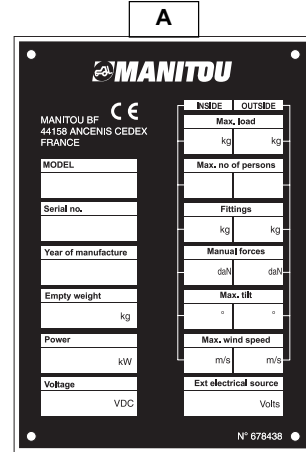 A
MANITOU
CE
MANITOU BF
44158 ANCENIS CEDEX
FRANCE
MODEL
Serial no.
Year of manufacture
Empty weight
kg
Power
kW
Voltage
VDC
INSIDE OUTSIDE
Max. load
kg kg
Max. no of persons
Fittings
kg kg
Manual forces
daN daN
Max. tilt
° °
Max. wind speed
m/s m/s
Ext electrical source
Volts
N° 678438